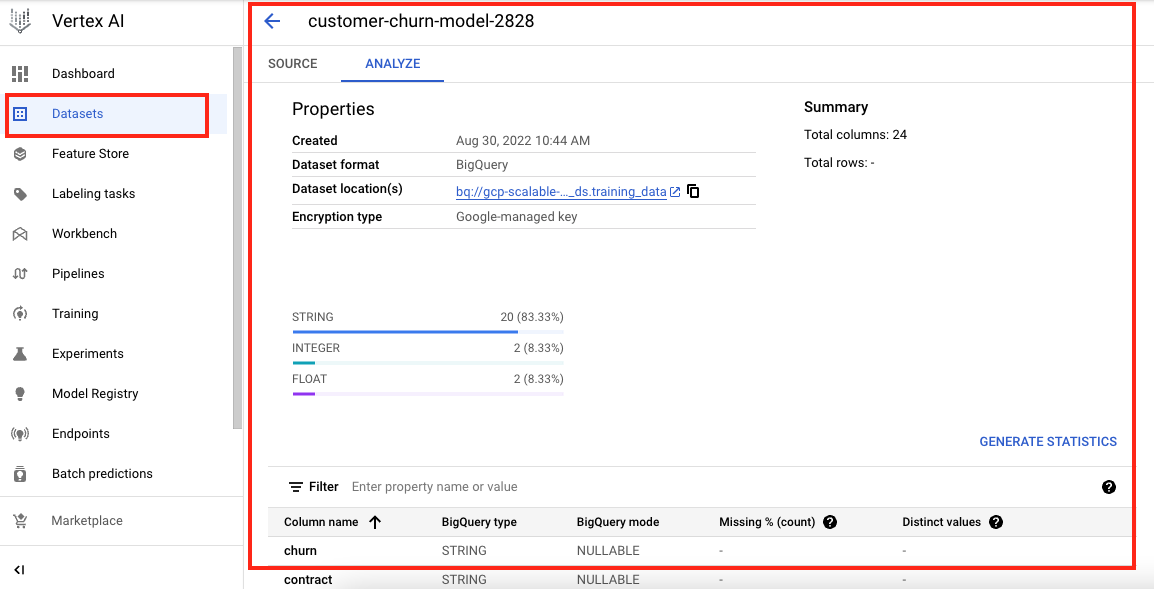 Vertex AI
Dashboard
Datasets
Feature Store
Labeling tasks
Workbench
Pipelines
Training
Experiments
Model Registry
Endpoints
Batch predictions
Marketplace
customer-churn-model-2828
SOURCE ANALYZE
Properties
Created Aug 30, 2022 10:44 AM
Dataset format BigQuery
Dataset location(s) bq://gcp-scalable-..._ds.training_data
Encryption type Google-managed key
Summary
Total columns: 24
Total rows: -
STRING 20 (83.33%)
INTEGER 2 (8.33%)
FLOAT 2 (8.33%)
GENERATE STATISTICS
Filter Enter property name or value
Column name BigQuery type BigQuery mode Missing % (count) Distinct values
churn STRING NULLABLE - -
contract STRING NULLABLE - -